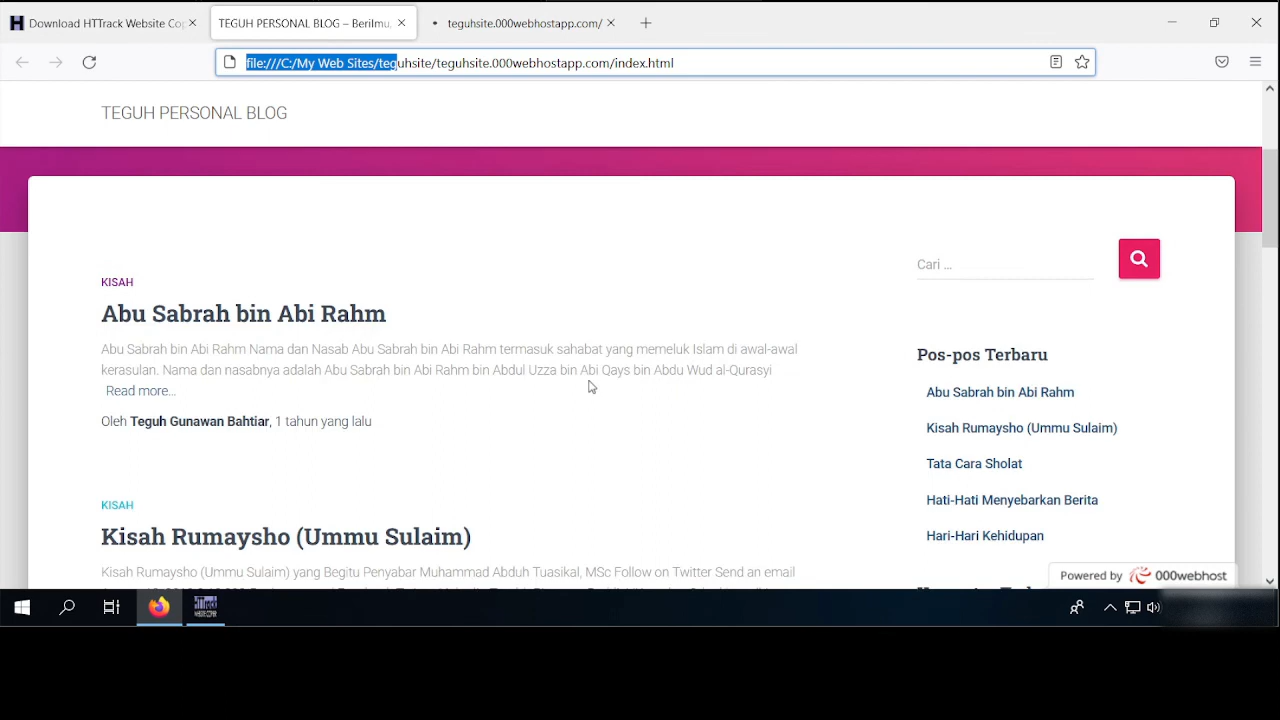 Download HTTrack Website Cop
TEGUH PERSONAL BLOG – Berilmu.
teguhsite.000webhostapp.com/
file:///C:/My Web Sites/teguhsite/teguhsite.000webhostapp.com/index.html
TEGUH PERSONAL BLOG
KISAH
Abu Sabrah bin Abi Rahm
Abu Sabrah bin Abi Rahm Nama dan Nasab Abu Sabrah bin Abi Rahm termasuk sahabat yang memeluk Islam di awal-awal
kerasulan. Nama dan nasabnya adalah Abu Sabrah bin Abi Rahm bin Abdul Uzza bin Abi Qays bin Abdu Wud al-Qurasyi
Read more…
Oleh Teguh Gunawan Bahtiar, 1 tahun yang lalu
KISAH
Kisah Rumaysho (Ummu Sulaim)
Kisah Rumaysho (Ummu Sulaim) yang Begitu Penyabar Muhammad Abduh Tuasikal, MSc Follow on Twitter Send an email
Cari …
Pos-pos Terbaru
Abu Sabrah bin Abi Rahm
Kisah Rumaysho (Ummu Sulaim)
Tata Cara Sholat
Hati-Hati Menyebarkan Berita
Hari-Hari Kehidupan
Powered by 000webhost